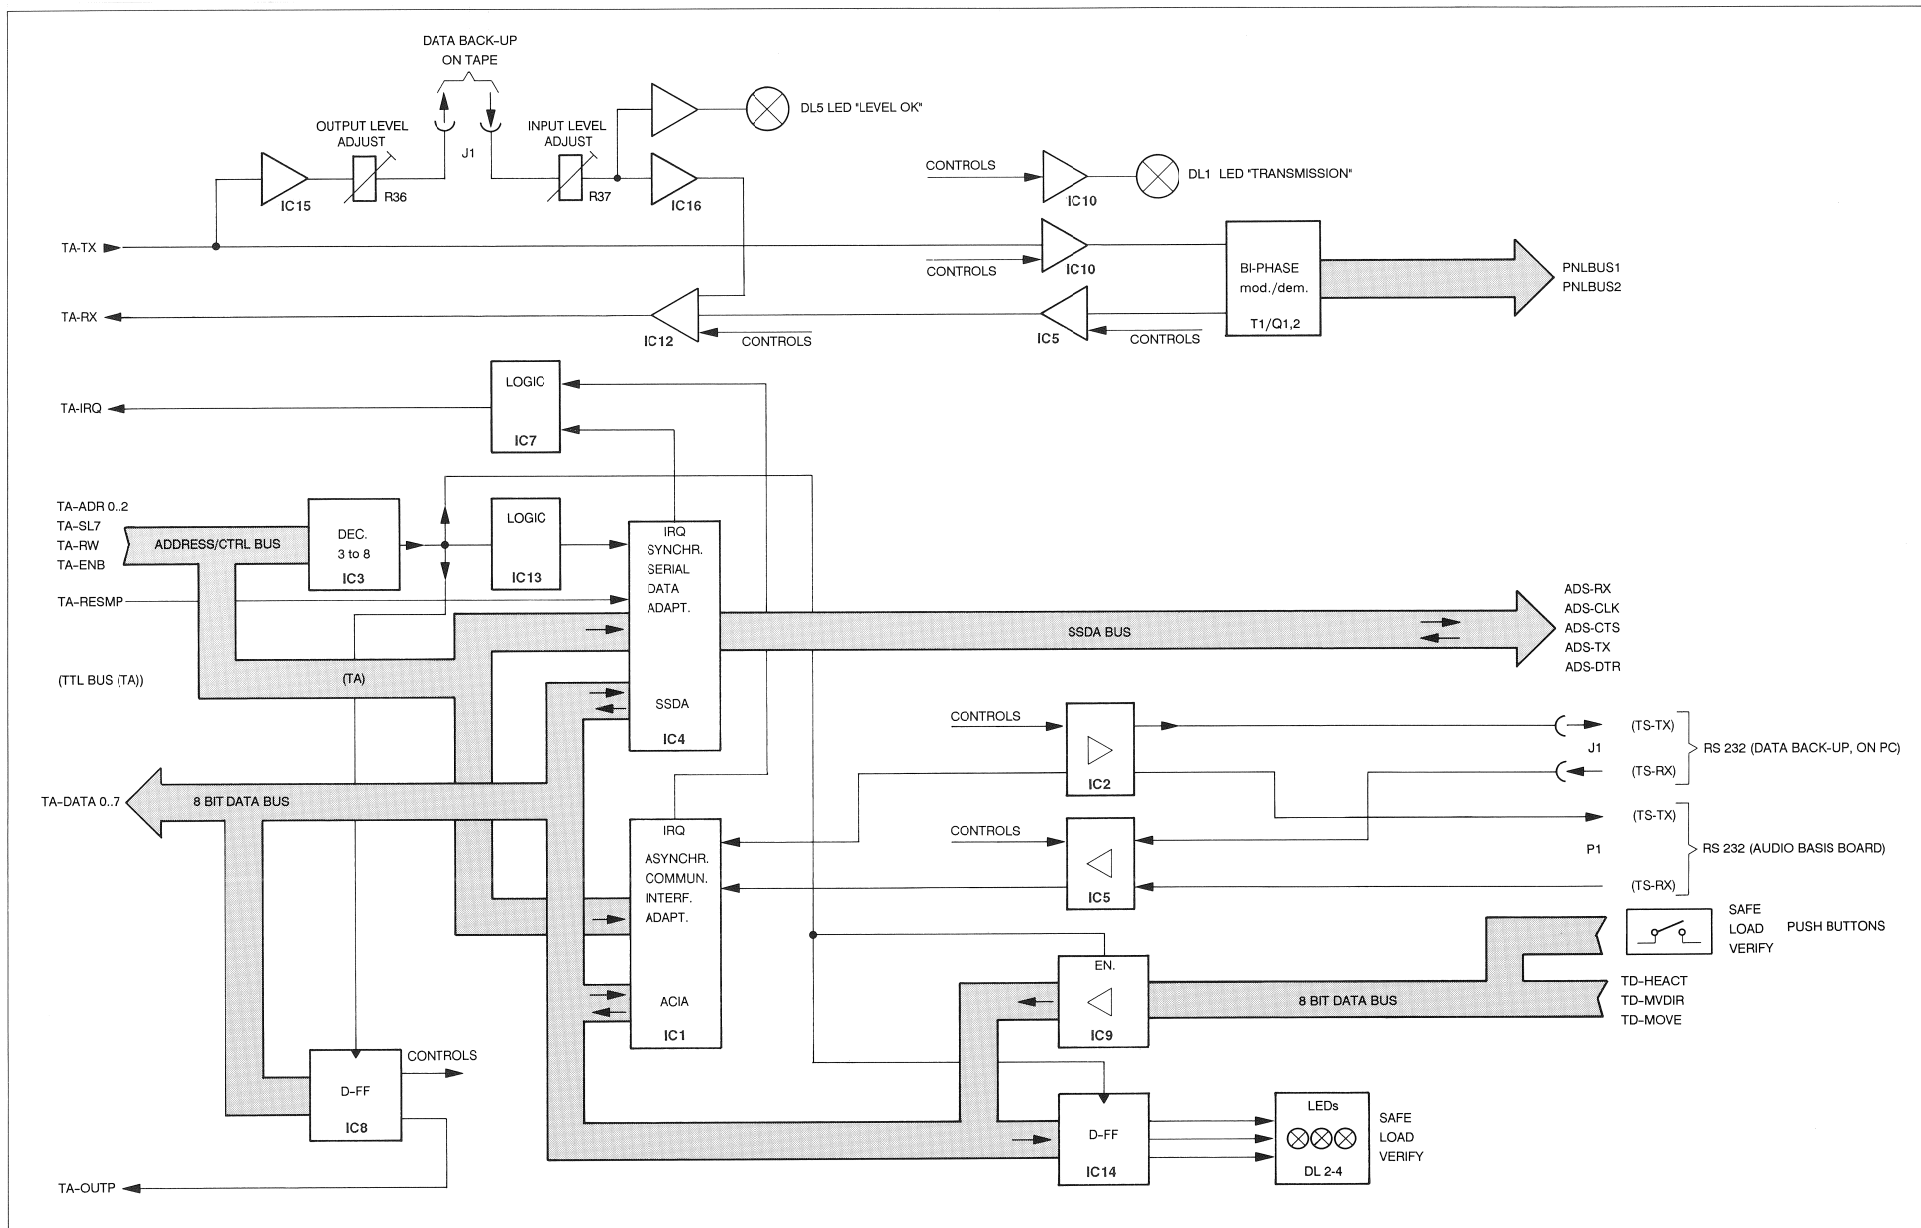 DATA BACK-UP
ON TAPE
OUTPUT LEVEL
ADJUST
J1
INPUT LEVEL
ADJUST
DL5 LED "LEVEL OK"
IC15
R36
R37
IC16
CONTROLS
IC10
DL1 LED "TRANSMISSION"
TA-TX
CONTROLS
IC10
BI-PHASE
mod./dem.
T1/Q1,2
PNLBUS1
PNLBUS2
TA-RX
IC12
CONTROLS
IC5
CONTROLS
LOGIC
IC7
TA-IRQ
TA-ADR 0..2
TA-SL7
TA-RW
TA-ENB
ADDRESS/CTRL BUS
DEC.
3 to 8
IC3
LOGIC
IC13
TA-RESMP
IRQ
SYNCHR.
SERIAL
DATA
ADAPT.
SSDA
IC4
SSDA BUS
ADS-RX
ADS-CLK
ADS-CTS
ADS-TX
ADS-DTR
(TTL BUS (TA))
(TA)
CONTROLS
IC2
(TS-TX)
J1
(TS-RX)
RS 232 (DATA BACK-UP, ON PC)
TA-DATA 0..7
8 BIT DATA BUS
IRQ
ASYNCHR.
COMMUN.
INTERF.
ADAPT.
ACIA
IC1
CONTROLS
IC5
(TS-TX)
P1
(TS-RX)
RS 232 (AUDIO BASIS BOARD)
SAFE
LOAD
VERIFY
PUSH BUTTONS
EN.
IC9
8 BIT DATA BUS
TD-HEACT
TD-MVDIR
TD-MOVE
D-FF
IC8
CONTROLS
D-FF
IC14
LEDs
DL 2-4
SAFE
LOAD
VERIFY
TA-OUTP